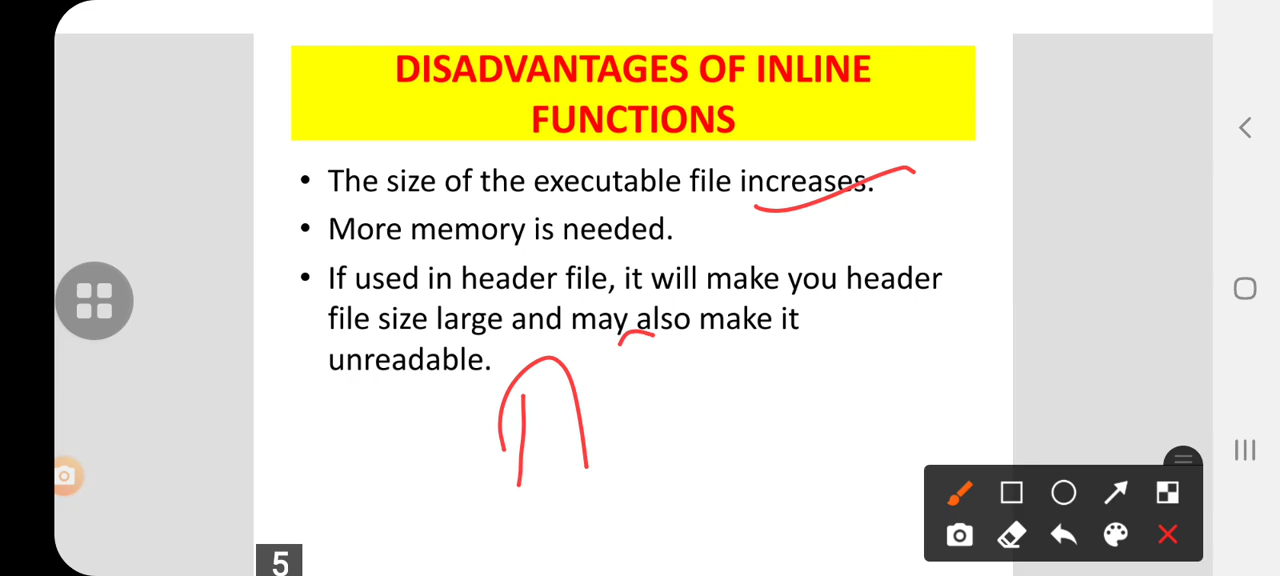 DISADVANTAGES OF INLINE
FUNCTIONS
• The size of the executable file increases.
• More memory is needed.
• If used in header file, it will make you header
file size large and may also make it
unreadable.
5